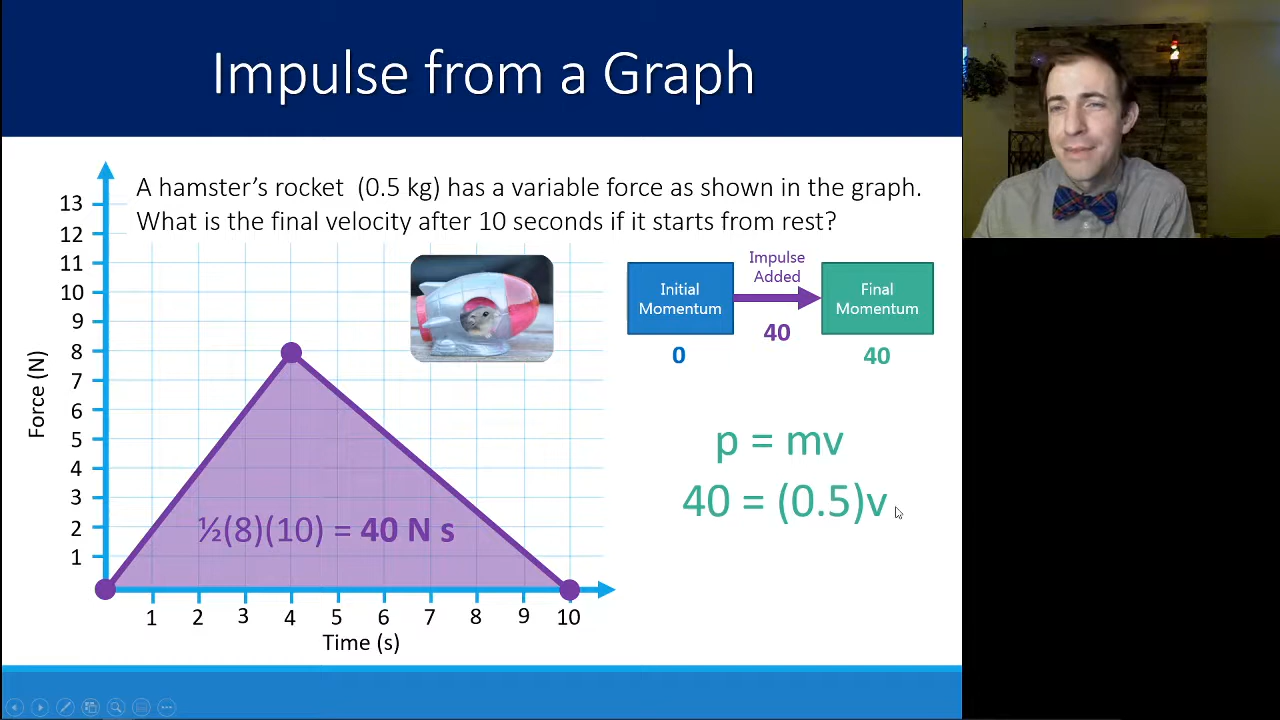 Impulse from a Graph
A hamster's rocket (0.5 kg) has a variable force as shown in the graph.
What is the final velocity after 10 seconds if it starts from rest?
13
12
11
10
9
8
7
6
5
4
3
2
1
Force (N)
½(8)(10) = 40 N s
1 2 3 4 5 6 7 8 9 10
Time (s)
Impulse
Added
Initial
Momentum
Final
Momentum
40
0
40
p = mv
40 = (0.5)v